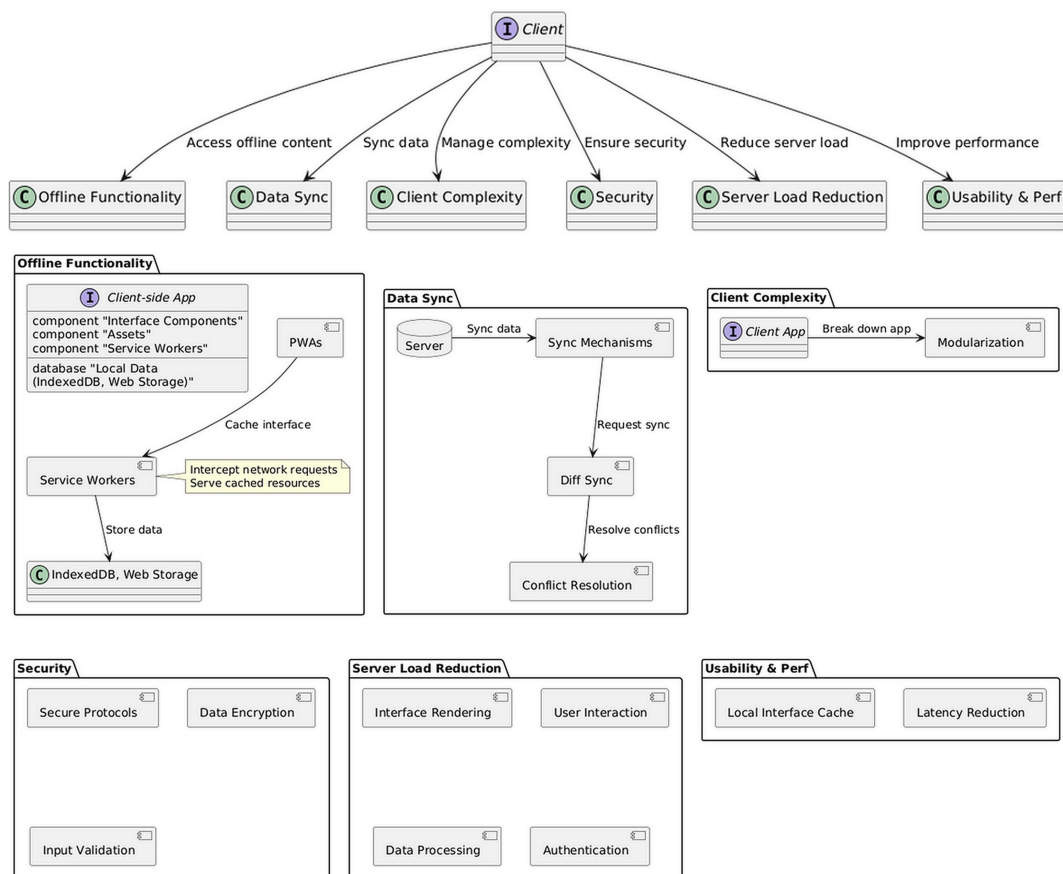 I Client
Access offline content
Sync data
Manage complexity
Ensure security
Reduce server load
Improve performance
C Offline Functionality
C Data Sync
C Client Complexity
C Security
C Server Load Reduction
C Usability & Perf
Offline Functionality
I Client-side App
component "Interface Components"
component "Assets"
component "Service Workers"
database "Local Data
(IndexedDB, Web Storage)"
PWAs
Cache interface
Service Workers
Intercept network requests
Serve cached resources
Store data
C IndexedDB, Web Storage
Data Sync
Server
Sync data
Sync Mechanisms
Request sync
Diff Sync
Resolve conflicts
Conflict Resolution
Client Complexity
I Client App
Break down app
Modularization
Security
Secure Protocols
Data Encryption
Input Validation
Server Load Reduction
Interface Rendering
User Interaction
Data Processing
Authentication
Usability & Perf
Local Interface Cache
Latency Reduction